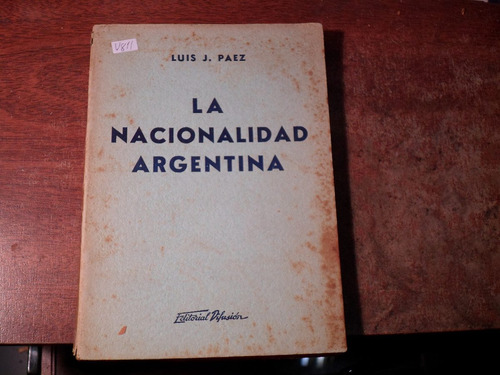 LUIS J. PAEZ
LA
NACIONALIDAD
ARGENTINA
Editorial Difusión